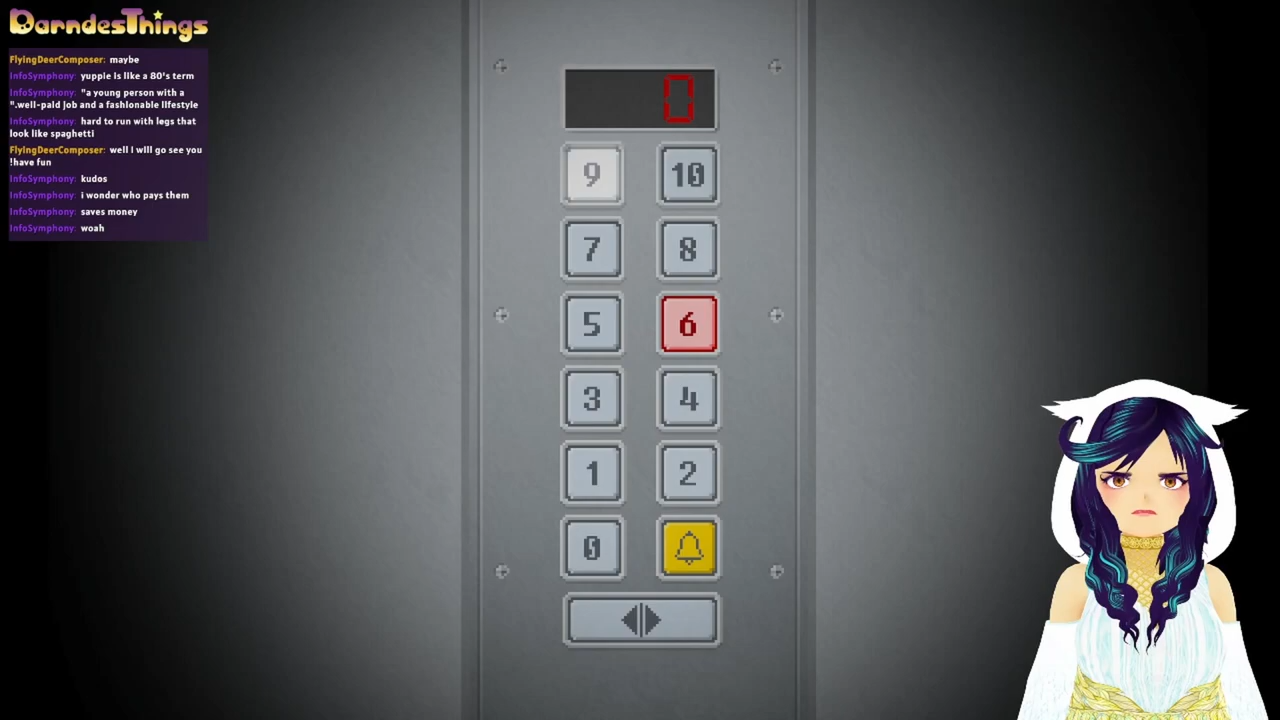 DarndesThings
FlyingDeerComposer: maybe
InfoSymphony: yuppie is like a 80's term
InfoSymphony: "a young person with a
".well-paid job and a fashionable lifestyle
InfoSymphony: hard to run with legs that
look like spaghetti
FlyingDeerComposer: well i will go see you
!have fun
InfoSymphony: kudos
InfoSymphony: i wonder who pays them
InfoSymphony: saves money
InfoSymphony: woah
0
9 10
7 8
5 6
3 4
1 2
0